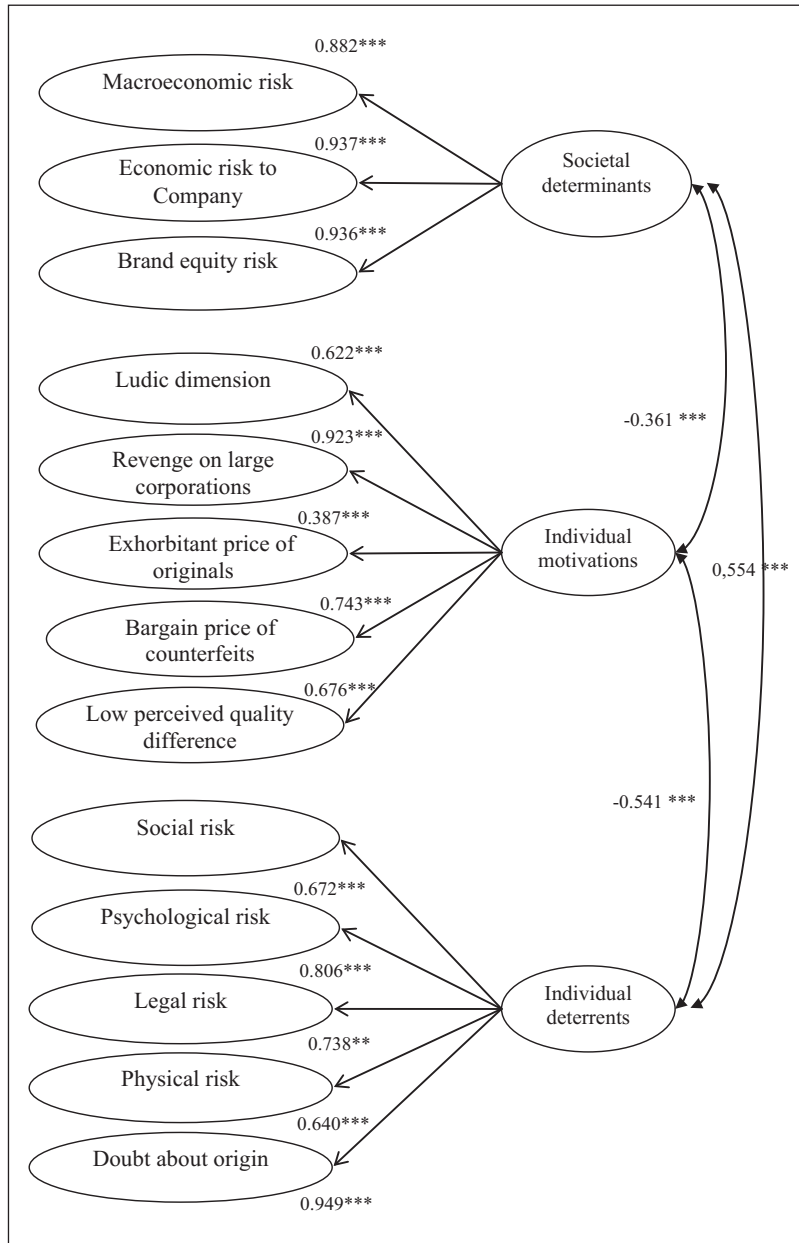 0.882***
Macroeconomic risk
0.937***
Economic risk to
Company
0.936***
Brand equity risk
Societal
determinants
0.622***
Ludic dimension
0.923***
Revenge on large
corporations
0.387***
Exhorbitant price of
originals
0.743***
Bargain price of
counterfeits
0.676***
Low perceived quality
difference
Individual
motivations
-0.361 ***
0,554 ***
-0.541 ***
Social risk
0.672***
Psychological risk
0.806***
Legal risk
0.738**
Physical risk
0.640***
Doubt about origin
0.949***
Individual
deterrents